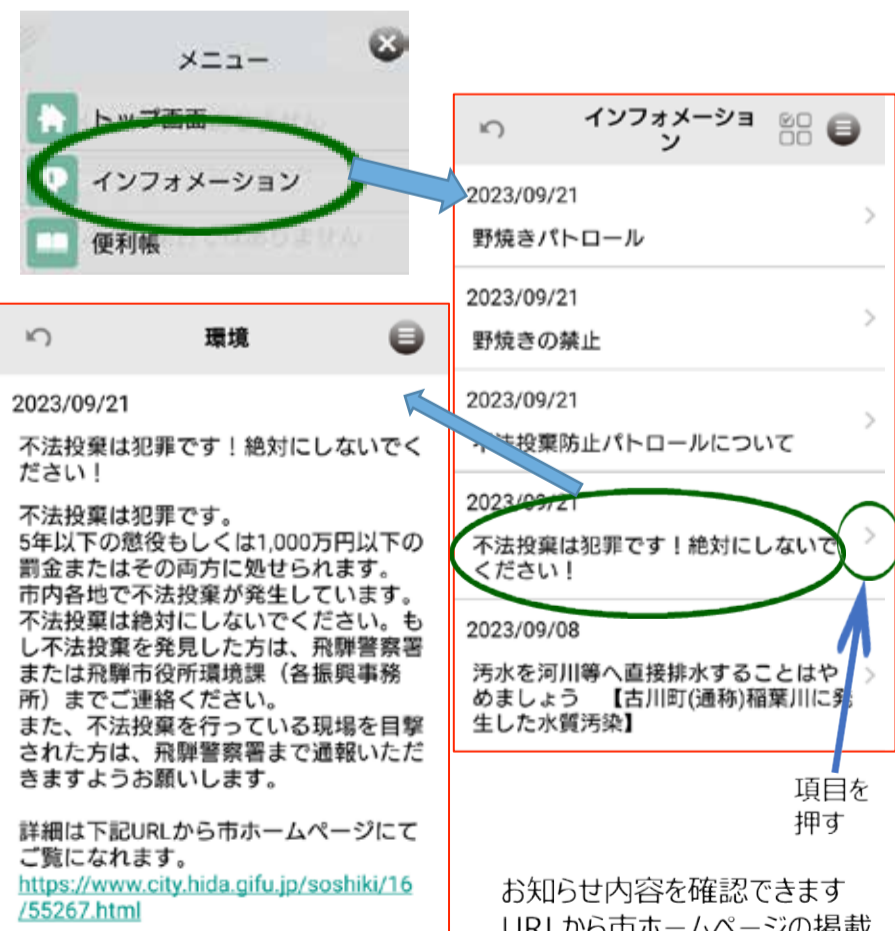 メニュー
トップ画面
インフォメーション
便利帳
インフォメーショ
ン
2023/09/21
野焼きパトロール
2023/09/21
野焼きの禁止
2023/09/21
不法投棄防止パトロールについて
2023/09/21
不法投棄は犯罪です！絶対にしないで
ください！
2023/09/08
汚水を河川等へ直接排水することはや
めましょう　【古川町(通称)稲葉川に発
生した水質汚染】
項目を
押す
環境
2023/09/21
不法投棄は犯罪です！絶対にしないでく
ださい！
不法投棄は犯罪です。
5年以下の懲役もしくは1,000万円以下の
罰金またはその両方に処せられます。
市内各地で不法投棄が発生しています。
不法投棄は絶対にしないでください。も
し不法投棄を発見した方は、飛騨警察署
または飛騨市役所環境課（各振興事務
所）までご連絡ください。
また、不法投棄を行っている現場を目撃
された方は、飛騨警察署まで通報いただ
きますようお願いします。
詳細は下記URLから市ホームページにて
ご覧になれます。
https://www.city.hida.gifu.jp/soshiki/16
/55267.html
お知らせ内容を確認できます
URLから市ホームページの掲載